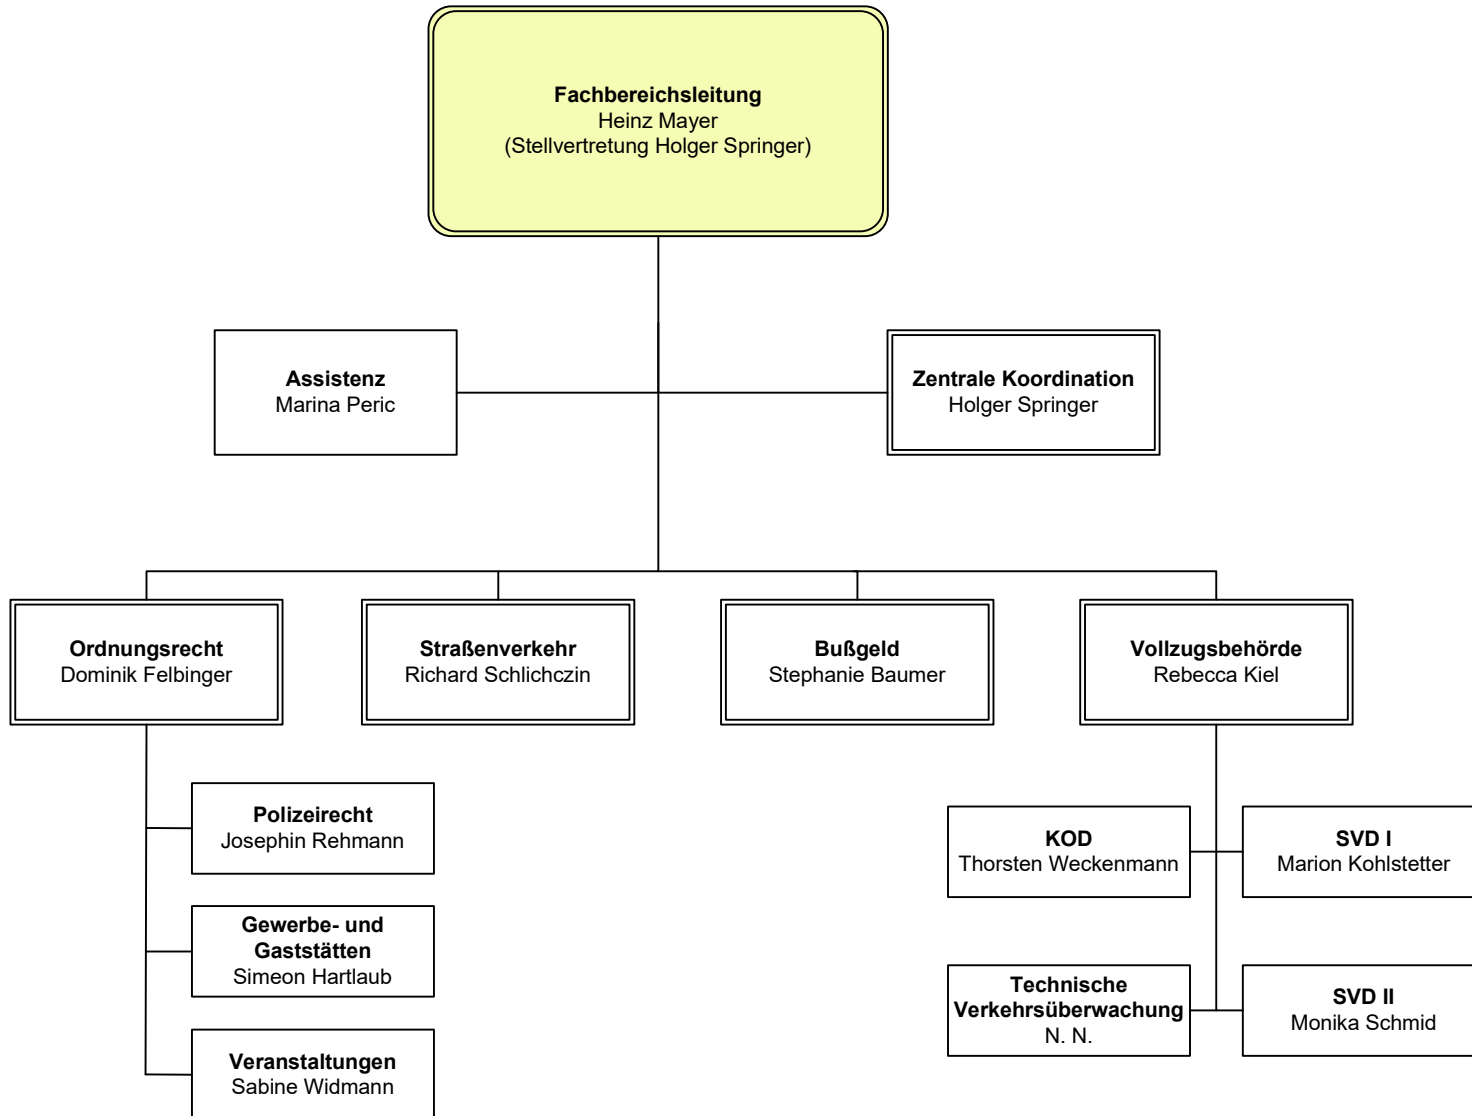 Fachbereichsleitung
Heinz Mayer
(Stellvertretung Holger Springer)
Assistenz
Marina Peric
Zentrale Koordination
Holger Springer
Ordnungsrecht
Dominik Felbinger
Straßenverkehr
Richard Schlichczin
Bußgeld
Stephanie Baumer
Vollzugsbehörde
Rebecca Kiel
Polizeirecht
Josephin Rehmann
Gewerbe- und
Gaststätten
Simeon Hartlaub
Veranstaltungen
Sabine Widmann
KOD
Thorsten Weckenmann
SVD I
Marion Kohlstetter
Technische
Verkehrsüberwachung
N. N.
SVD II
Monika Schmid